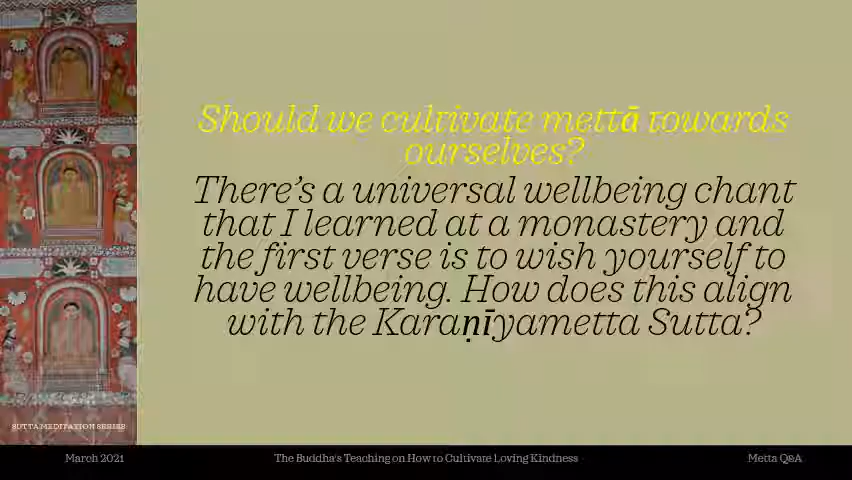 Should we cultivate mettā towards
ourselves?
There's a universal wellbeing chant
that I learned at a monastery and
the first verse is to wish yourself to
have wellbeing. How does this align
with the Karaṇīyametta Sutta?
SUTTA MEDITATION SERIES
March 2021
The Buddha's Teaching on How to Cultivate Loving Kindness
Metta Q&A